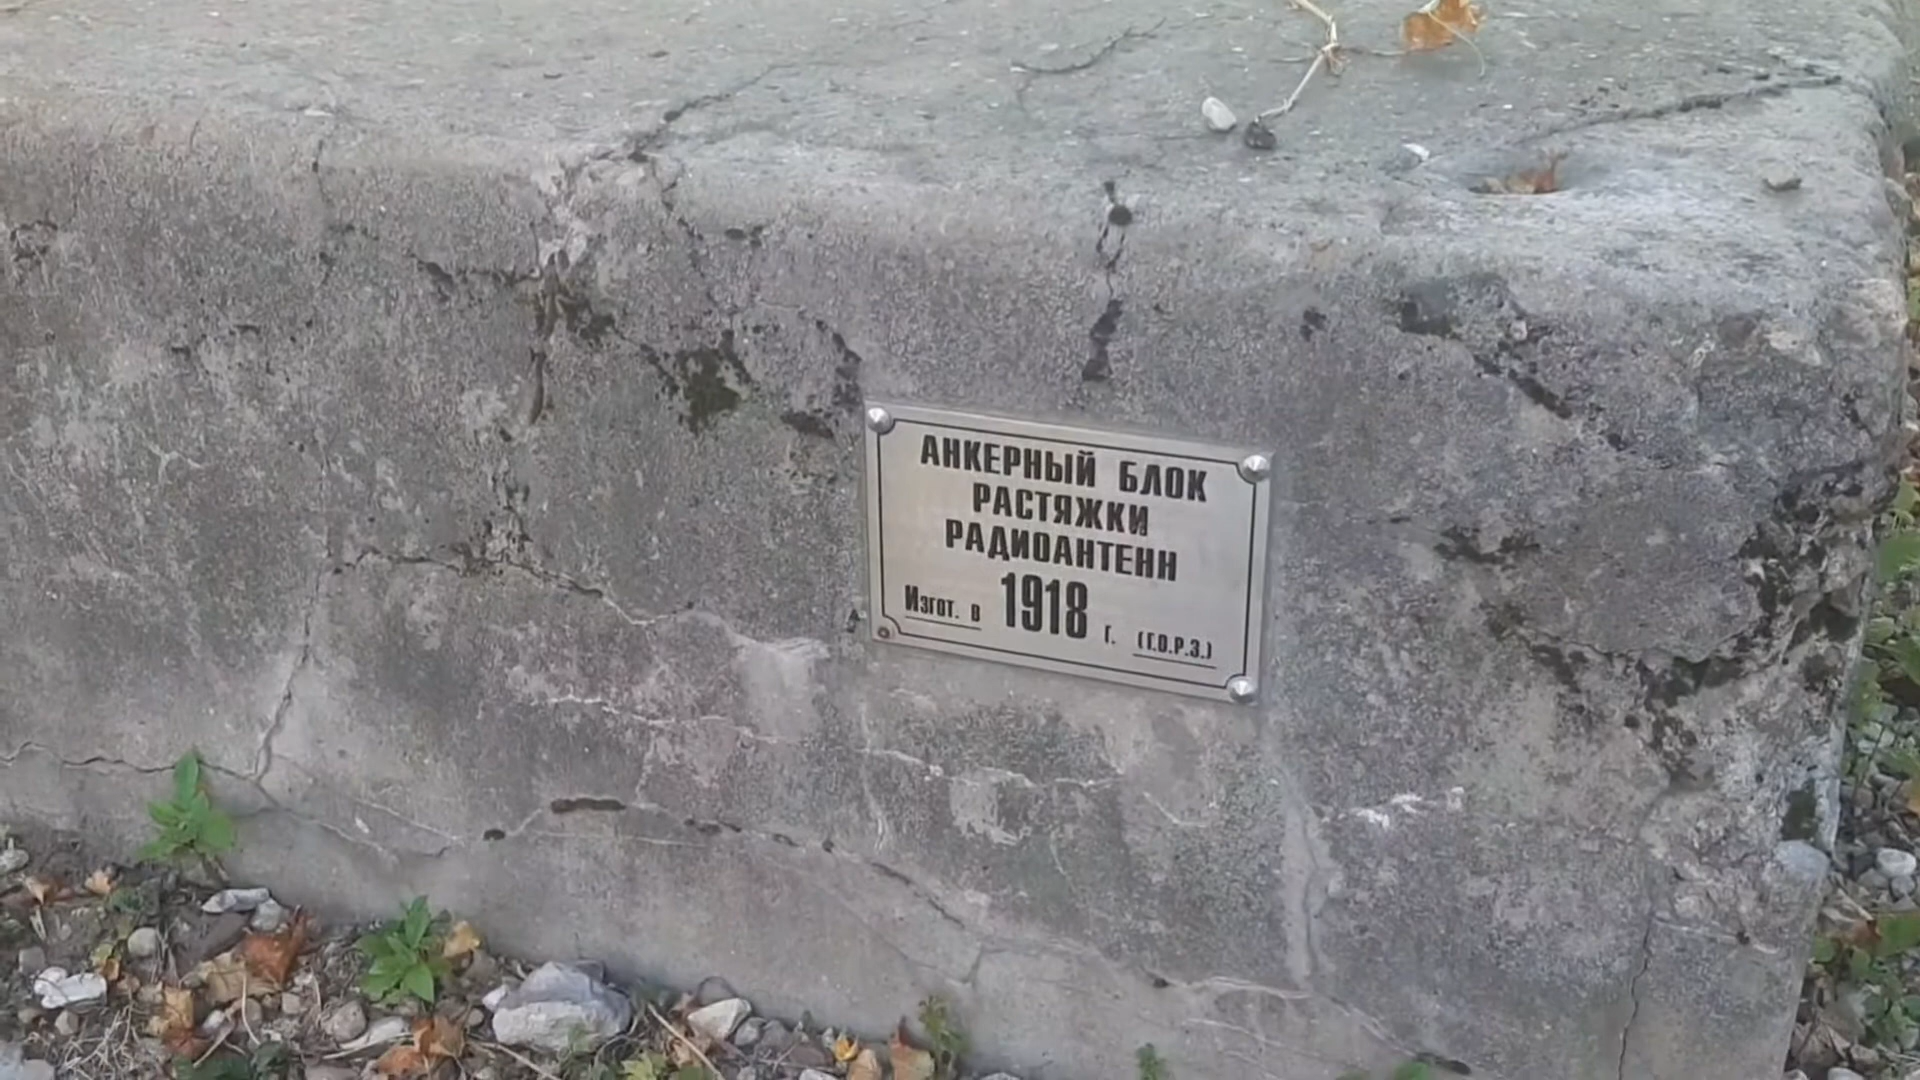 АНКЕРНЫЙ БЛОК
РАСТЯЖКИ
РАДИОАНТЕНН
Изгот. в 1918 г. (Г.О.Р.З.)